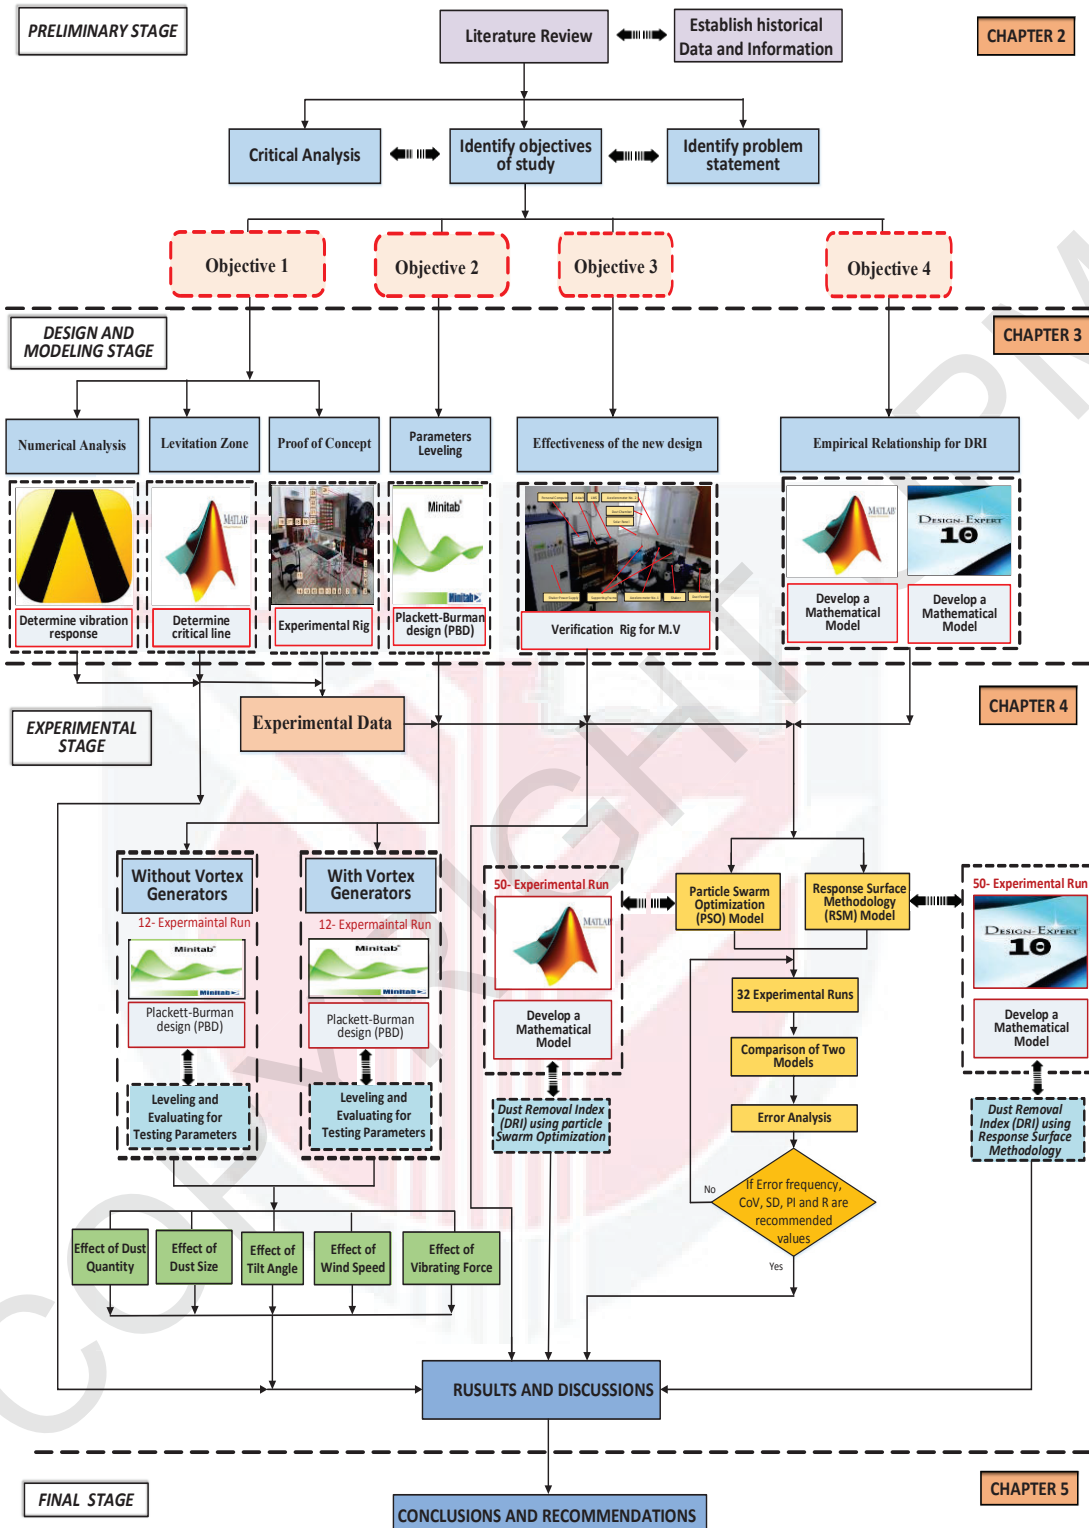 PRELIMINARY STAGE
Literature Review
Establish historical
Data and Information
CHAPTER 2
Critical Analysis
Identify objectives
of study
Identify problem
statement
Objective 1
Objective 2
Objective 3
Objective 4
DESIGN AND
MODELING STAGE
CHAPTER 3
Numerical Analysis
Levitation Zone
Proof of Concept
Parameters
Leveling
Effectiveness of the new design
Empirical Relationship for DRI
MATLAB
Minitab
Minitab
MATLAB
DESIGN-EXPERT
10
Determine vibration
response
Determine
critical line
Experimental Rig
Plackett-Burman
design (PBD)
Verification Rig for M.V
Develop a
Mathematical
Model
Develop a
Mathematical
Model
EXPERIMENTAL
STAGE
Experimental Data
CHAPTER 4
Without Vortex
Generators
12- Expermaintal Run
Minitab
Minitab
Plackett-Burman
design (PBD)
Leveling and
Evaluating for
Testing Parameters
With Vortex
Generators
12- Expermaintal Run
Minitab
Minitab
Plackett-Burman
design (PBD)
Leveling and
Evaluating for
Testing Parameters
50- Experimental Run
MATLAB
Develop a
Mathematical
Model
Dust Removal Index
(DRI) using particle
Swarm Optimization
Particle Swarm
Optimization
(PSO) Model
Response Surface
Methodology
(RSM) Model
32 Experimental Runs
Comparison of Two
Models
Error Analysis
If Error frequency,
CoV, SD, PI and R are
recommended
values
No
Yes
50- Experimental Run
DESIGN-EXPERT
10
Develop a
Mathematical
Model
Dust Removal
Index (DRI) using
Response Surface
Methodology
Effect of Dust
Quantity
Effect of
Dust Size
Effect of
Tilt Angle
Effect of
Wind Speed
Effect of
Vibrating Force
RUSULTS AND DISCUSSIONS
FINAL STAGE
CONCLUSIONS AND RECOMMENDATIONS
CHAPTER 5
COPYRIGHT UPM